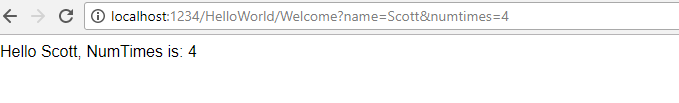 localhost:1234/HelloWorld/Welcome?name=Scott&numtimes=4
Hello Scott, NumTimes is: 4